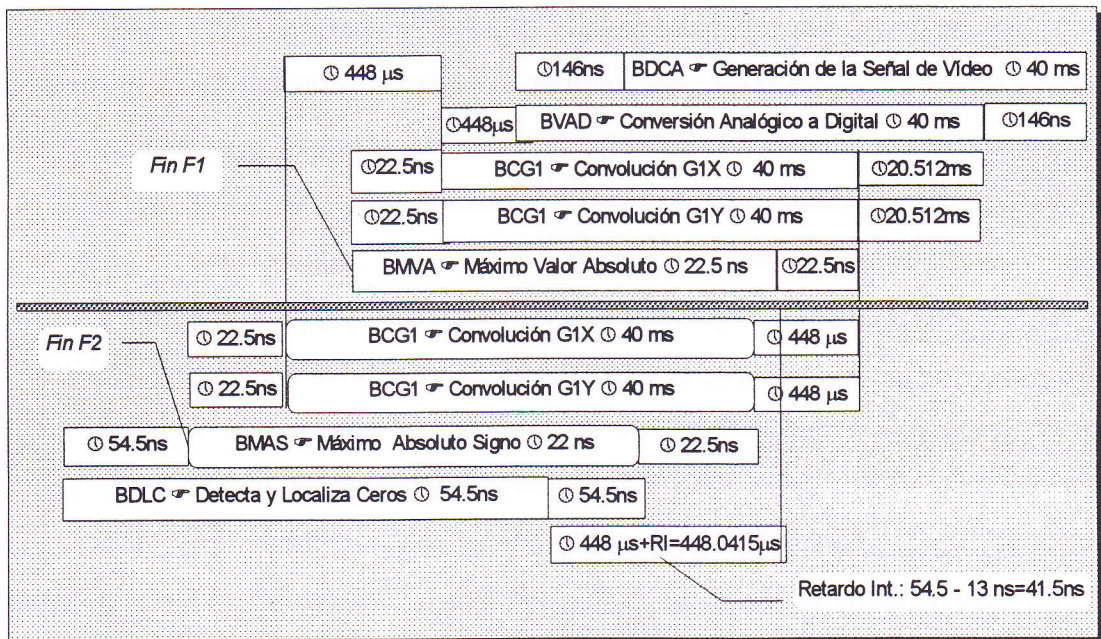 🕐 448 µs
🕐146ns BDCA ☞ Generación de la Señal de Vídeo 🕐 40 ms
🕐448µs BVAD ☞ Conversión Analógico a Digital 🕐 40 ms 🕐146ns
Fin F1
🕐22.5ns BCG1 ☞ Convolución G1X 🕐 40 ms 🕐20.512ms
🕐22.5ns BCG1 ☞ Convolución G1Y 🕐 40 ms 🕐20.512ms
BMVA ☞ Máximo Valor Absoluto 🕐 22.5 ns 🕐22.5ns
Fin F2
🕐 22.5ns BCG1 ☞ Convolución G1X 🕐 40 ms 🕐 448 µs
🕐 22.5ns BCG1 ☞ Convolución G1Y 🕐 40 ms 🕐 448 µs
🕐 54.5ns BMAS ☞ Máximo Absoluto Signo 🕐 22 ns 🕐 22.5ns
BDLC ☞ Detecta y Localiza Ceros 🕐 54.5ns 🕐 54.5ns
🕐 448 µs+RI=448.0415µs
Retardo Int.: 54.5 - 13 ns=41.5ns